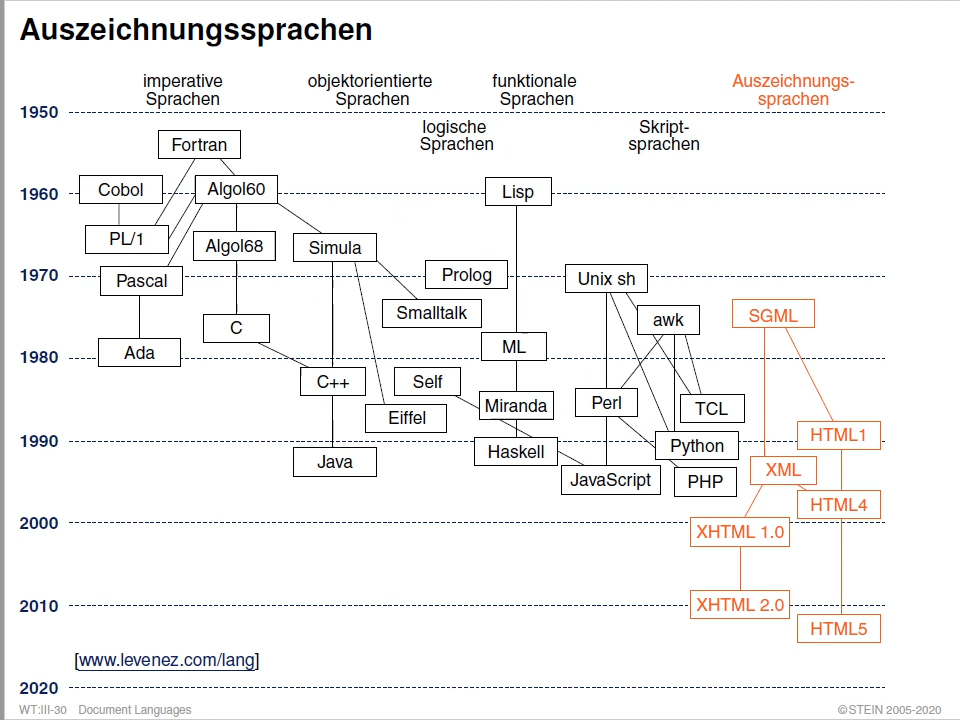 Auszeichnungssprachen
imperative
Sprachen
objektorientierte
Sprachen
funktionale
Sprachen
Auszeichnungs-
sprachen
1950
logische
Sprachen
Skript-
sprachen
Fortran
Cobol
Algol60
1960
Lisp
PL/1
Algol68
Simula
1970
Pascal
Prolog
Unix sh
Smalltalk
awk
SGML
C
ML
Ada
1980
C++
Self
Miranda
Perl
TCL
Eiffel
1990
HTML1
Java
Haskell
Python
XML
JavaScript
PHP
HTML4
2000
XHTML 1.0
2010
XHTML 2.0
HTML5
[www.levenez.com/lang]
2020
WT:III-30 Document Languages
© STEIN 2005-2020